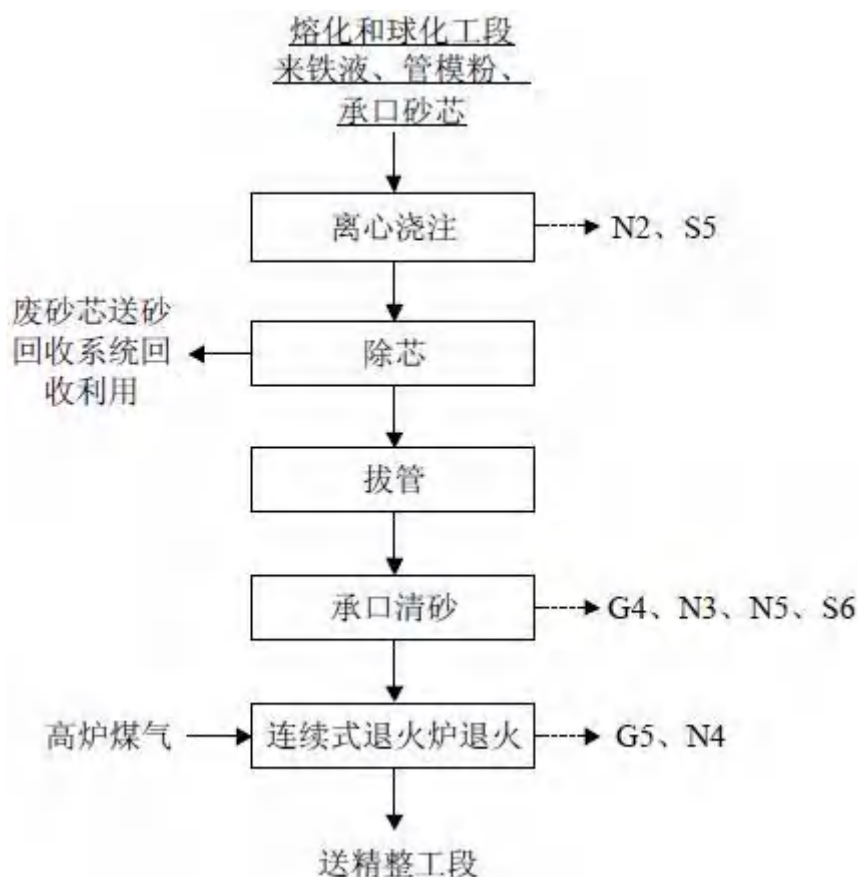 熔化和球化工段
来铁液、管模粉、
承口砂芯
离心浇注
N2、S5
废砂芯送砂
回收系统回
收利用
除芯
拔管
承口清砂
G4、N3、N5、S6
高炉煤气
连续式退火炉退火
G5、N4
送精整工段